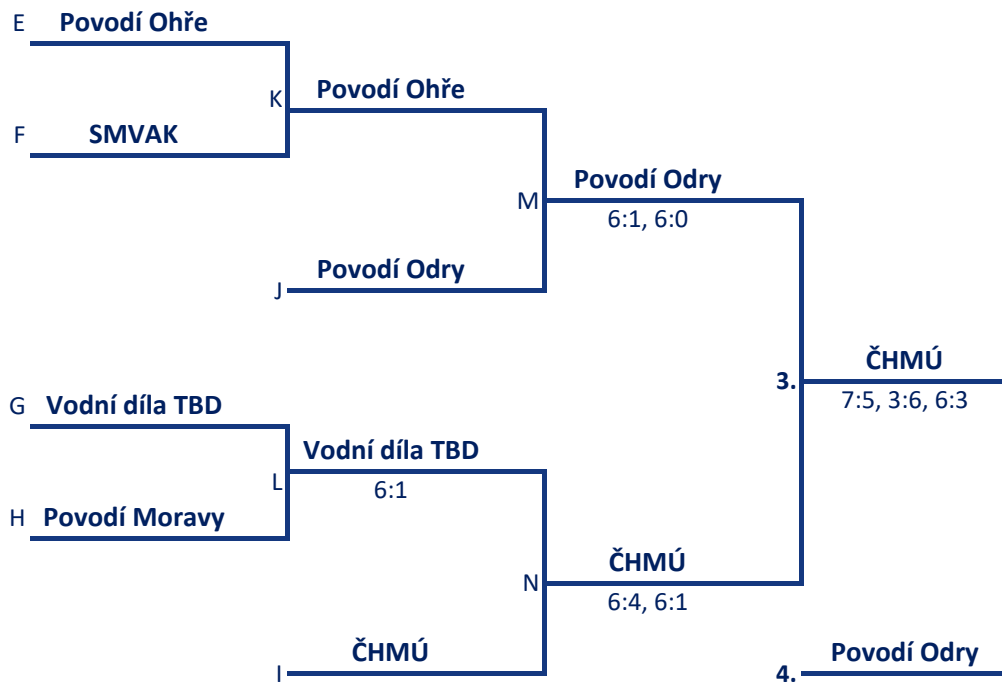 E Povodí Ohře
K Povodí Ohře
F SMVAK
M Povodí Odry
6:1, 6:0
J Povodí Odry
3. ČHMÚ
7:5, 3:6, 6:3
G Vodní díla TBD
L Vodní díla TBD
6:1
H Povodí Moravy
N ČHMÚ
6:4, 6:1
I ČHMÚ
4. Povodí Odry